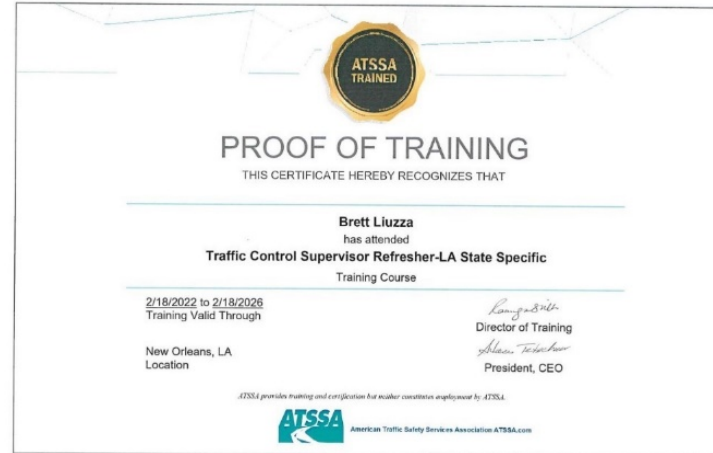 ATSSA
TRAINED
PROOF OF TRAINING
THIS CERTIFICATE HEREBY RECOGNIZES THAT
Brett Liuzza
has attended
Traffic Control Supervisor Refresher-LA State Specific
Training Course
2/18/2022 to 2/18/2026
Training Valid Through
Director of Training
New Orleans, LA
Location
President, CEO
ATSSA provides training and certification but neither constitutes employment by ATSSA.
ATSSA
American Traffic Safety Services Association ATSSA.com